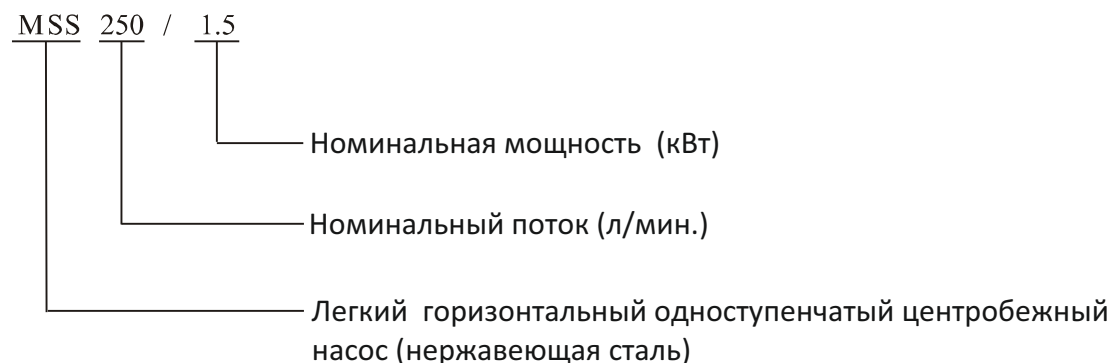 MSS 250 / 1.5
Номинальная мощность (кВт)
Номинальный поток (л/мин.)
Легкий горизонтальный одноступенчатый центробежный
насос (нержавеющая сталь)